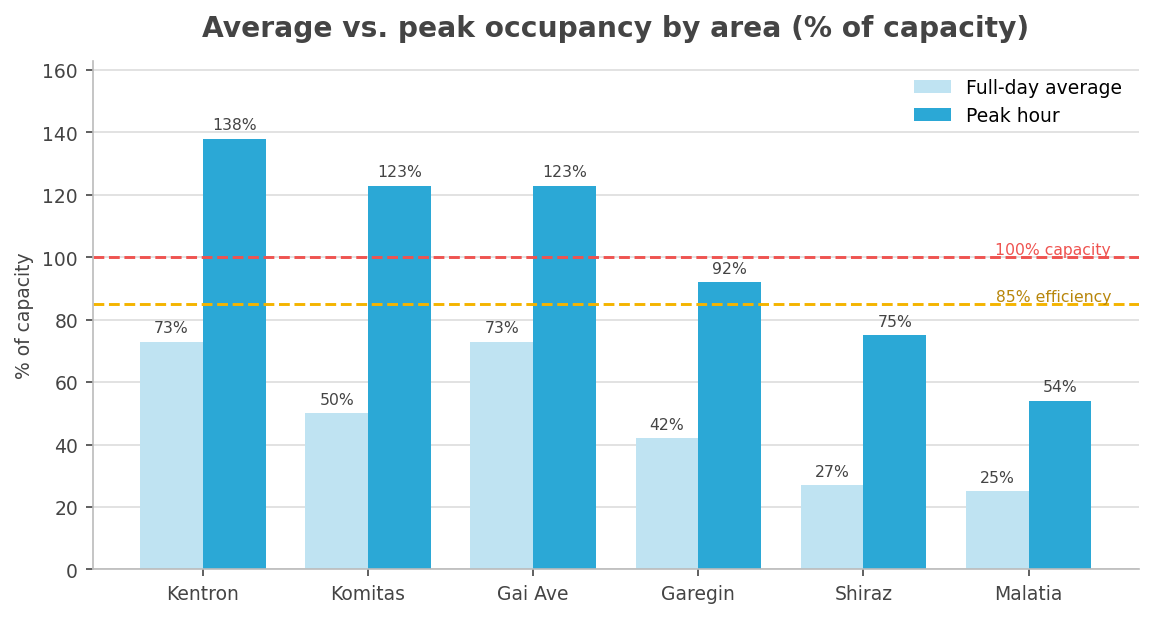 Average vs. peak occupancy by area (% of capacity)
Full-day average
Peak hour
% of capacity
160
140
120
100
80
60
40
20
0
138%
123%
123%
92%
75%
54%
73%
50%
73%
42%
27%
25%
100% capacity
85% efficiency
Kentron
Komitas
Gai Ave
Garegin
Shiraz
Malatia